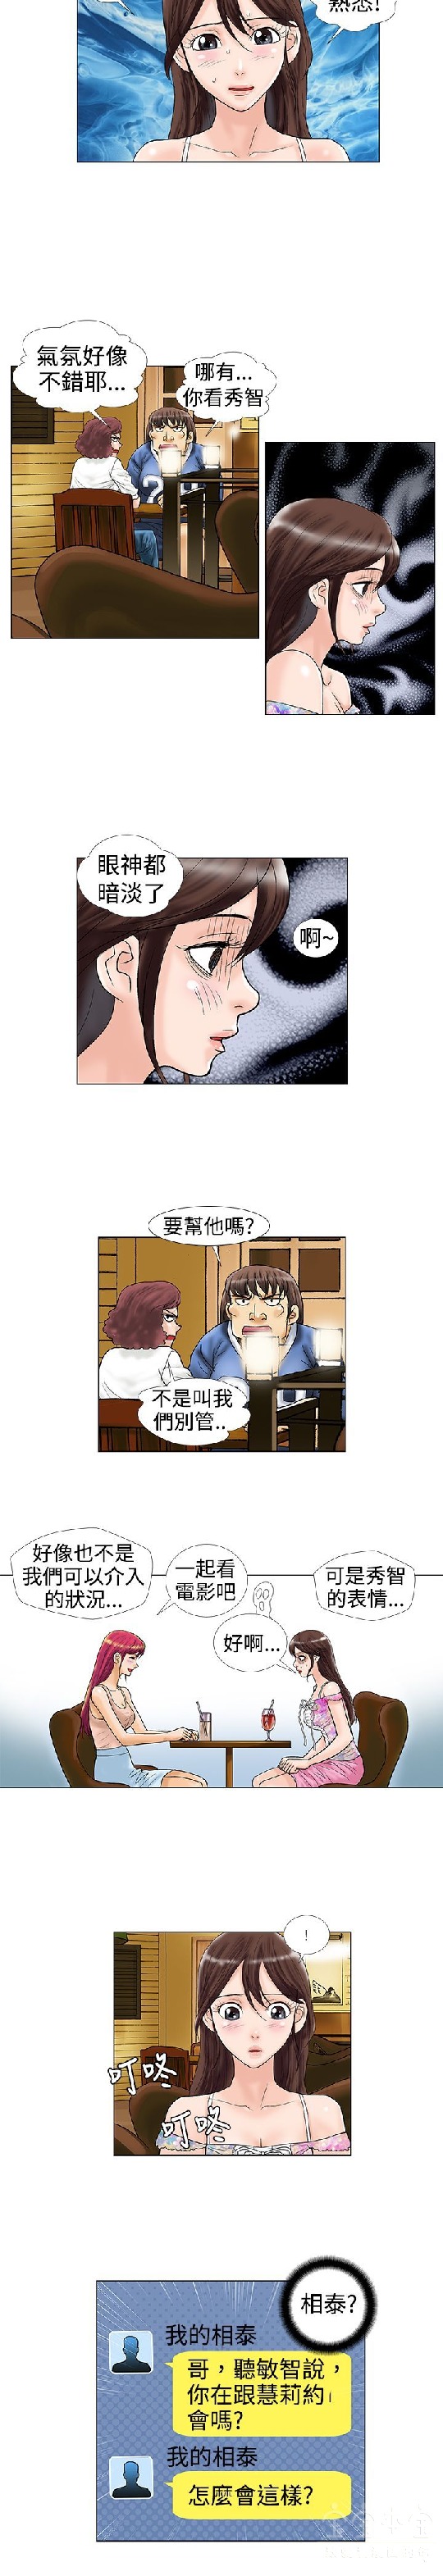 熟悉!
氣氛好像
不錯耶...
哪有...
你看秀智
眼神都
暗淡了
啊~
要幫他嗎?
不是叫我
們別管..
好像也不是
我們可以介入
的狀況...
一起看
電影吧
好啊...
可是秀智
的表情...
!
叮咚
叮咚
相泰?
我的相泰
哥，聽敏智說，
你在跟慧莉約
會嗎?
我的相泰
怎麼會這樣?